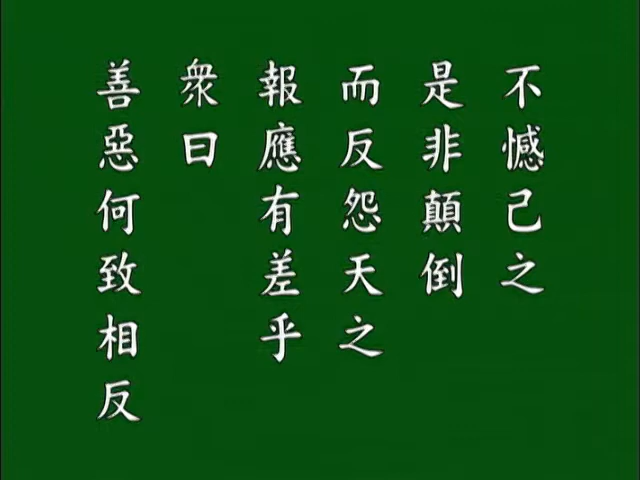 不憾己之
是非顛倒
而反怨天之
報應有差乎
衆曰
善惡何致相反